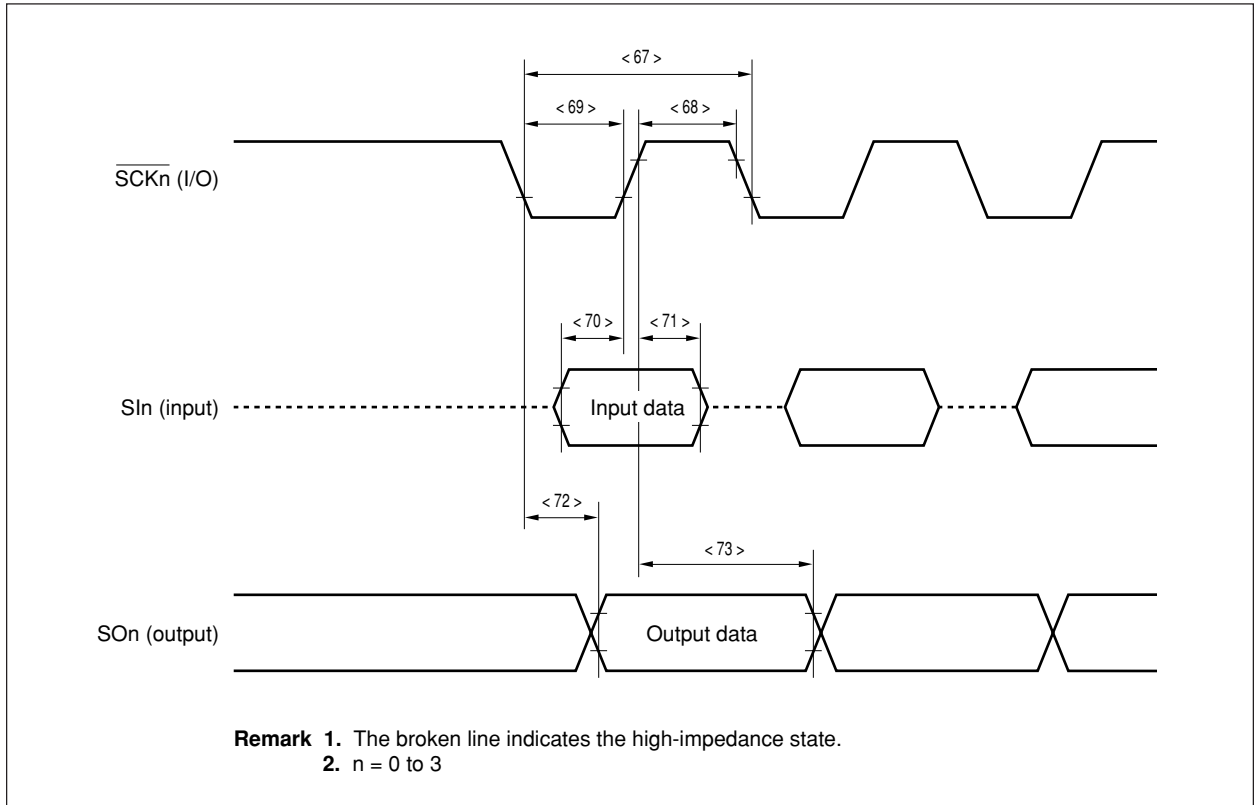 < 67 >
< 69 >
< 68 >
SCKn (I/O)
< 70 >
< 71 >
SIn (input)
Input data
< 72 >
< 73 >
SOn (output)
Output data
Remark 1. The broken line indicates the high-impedance state.
2. n = 0 to 3